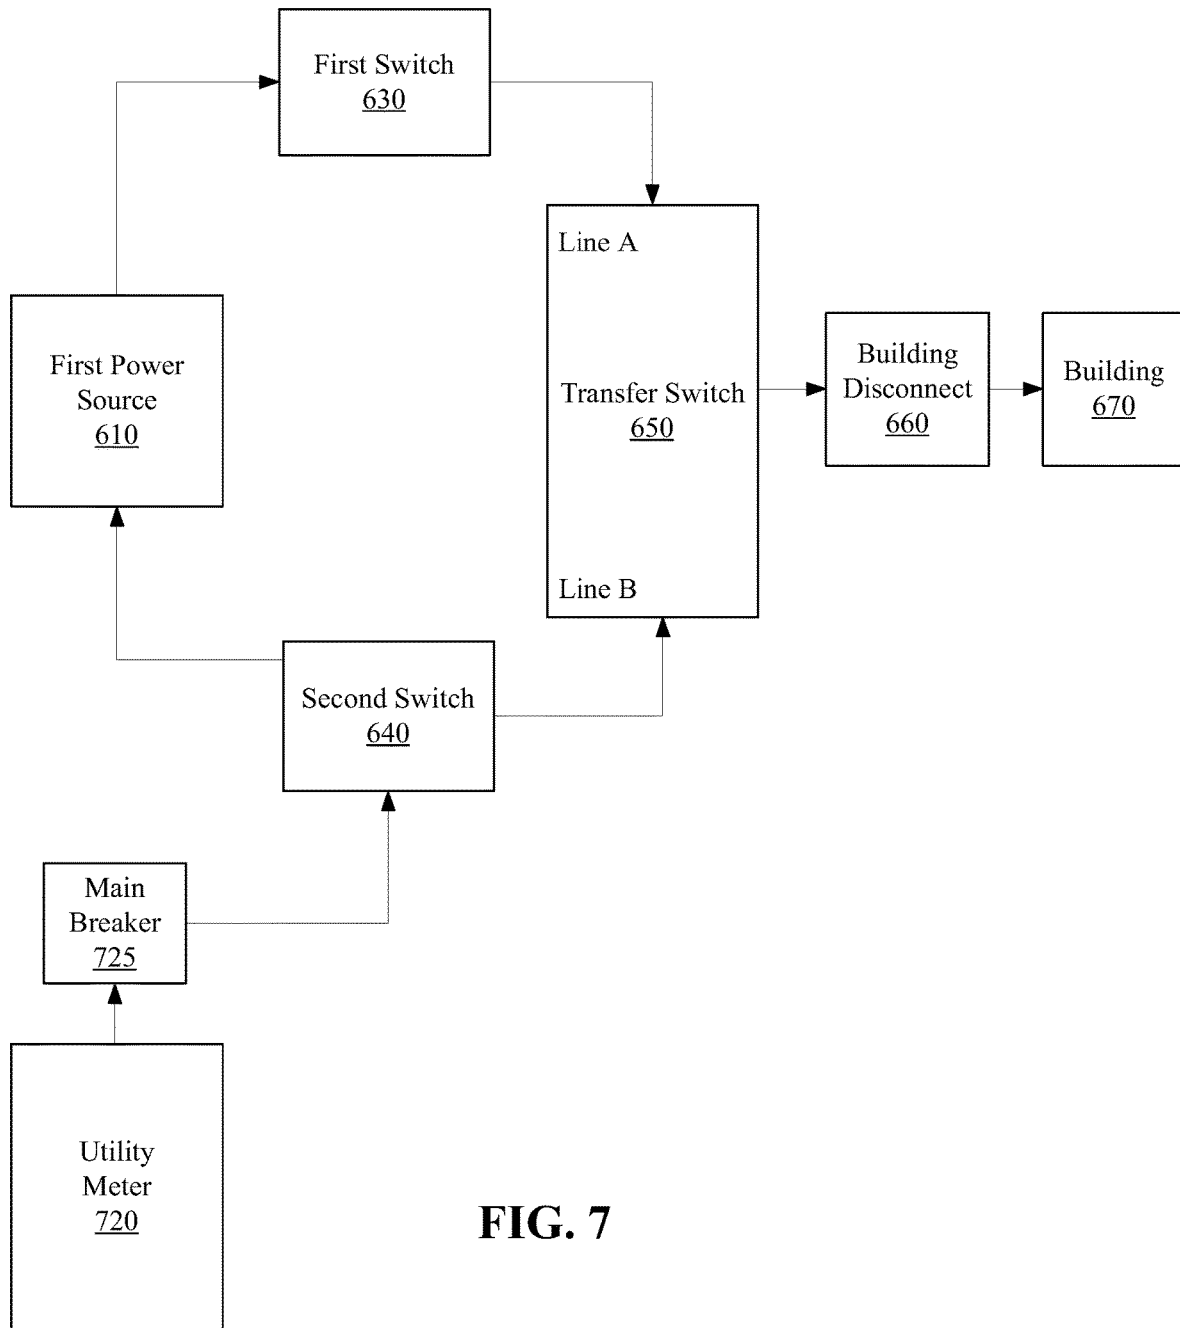 First Switch
630
Line A
First Power
Source
610
Transfer Switch
650
Building
Disconnect
660
Building
670
Line B
Second Switch
640
Main
Breaker
725
Utility
Meter
720
FIG. 7